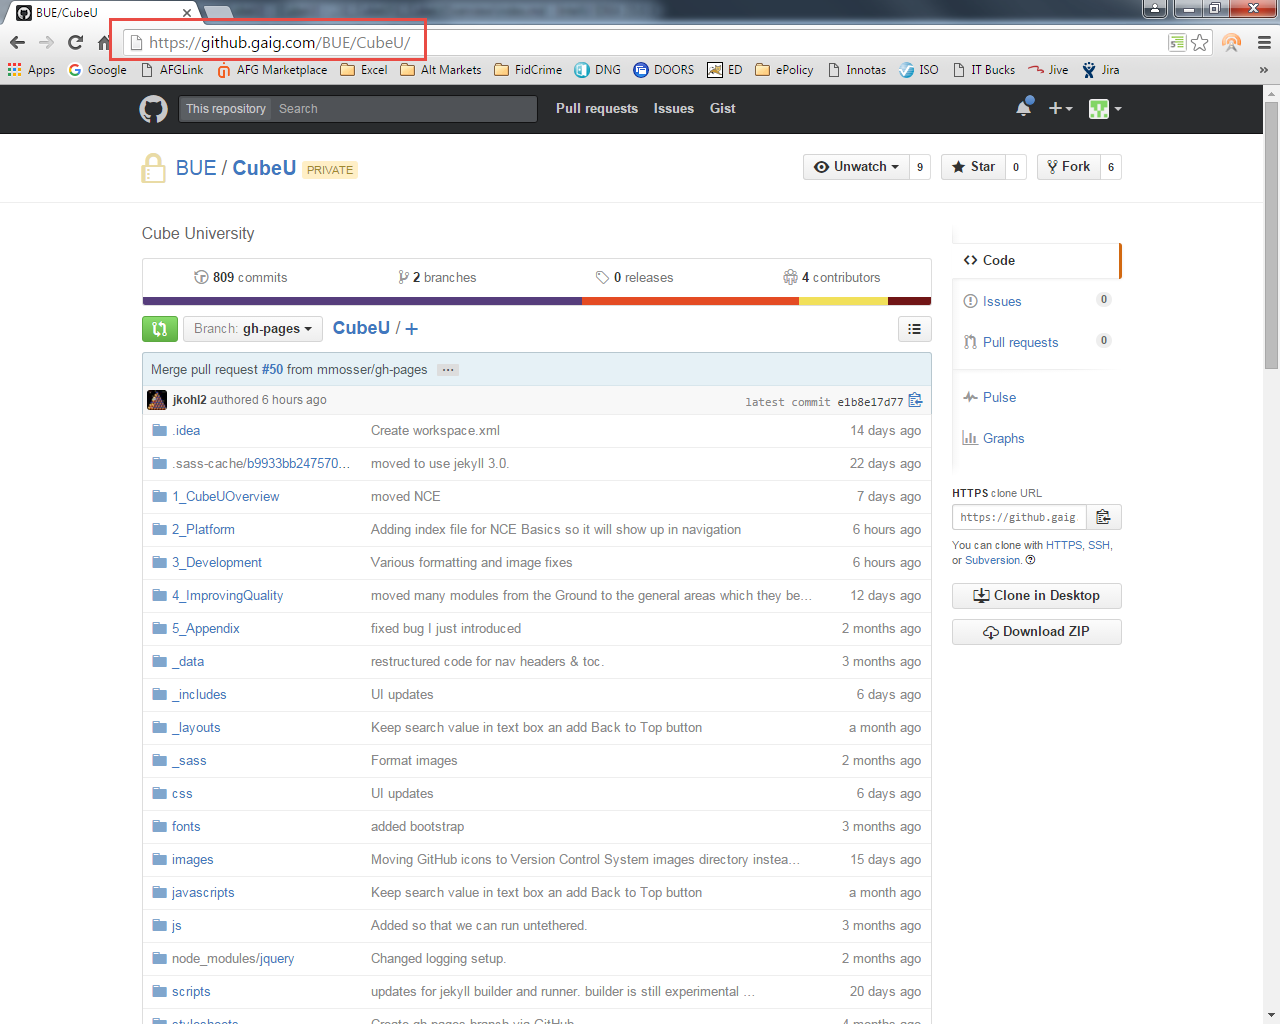 BUE/CubeU
https://github.gaig.com/BUE/CubeU/
Apps Google AFGLink AFG Marketplace Excel Alt Markets FidCrime DNG DOORS ED ePolicy Innotas ISO IT Bucks Jive Jira »
This repository Search Pull requests Issues Gist
BUE / CubeU PRIVATE Unwatch 9 Star 0 Fork 6
Cube University
809 commits 2 branches 0 releases 4 contributors
Branch: gh-pages CubeU / +
Merge pull request #50 from mmosser/gh-pages ...
jkohl2 authored 6 hours ago latest commit e1b8e17d77
.idea Create workspace.xml 14 days ago
.sass-cache/b9933bb247570... moved to use jekyll 3.0. 22 days ago
1_CubeUOverview moved NCE 7 days ago
2_Platform Adding index file for NCE Basics so it will show up in navigation 6 hours ago
3_Development Various formatting and image fixes 6 hours ago
4_ImprovingQuality moved many modules from the Ground to the general areas which they be... 12 days ago
5_Appendix fixed bug I just introduced 2 months ago
_data restructured code for nav headers & toc. 3 months ago
_includes UI updates 6 days ago
_layouts Keep search value in text box an add Back to Top button a month ago
_sass Format images 2 months ago
css UI updates 6 days ago
fonts added bootstrap 3 months ago
images Moving GitHub icons to Version Control System images directory instea... 15 days ago
javascripts Keep search value in text box an add Back to Top button a month ago
js Added so that we can run untethered. 3 months ago
node_modules/jquery Changed logging setup. 2 months ago
scripts updates for jekyll builder and runner. builder is still experimental ... 20 days ago
stylesheets Create gh-pages branch via GitHub 4 months ago
Code
Issues 0
Pull requests 0
Pulse
Graphs
HTTPS clone URL
https://github.gaig
You can clone with HTTPS, SSH,
or Subversion.
Clone in Desktop
Download ZIP